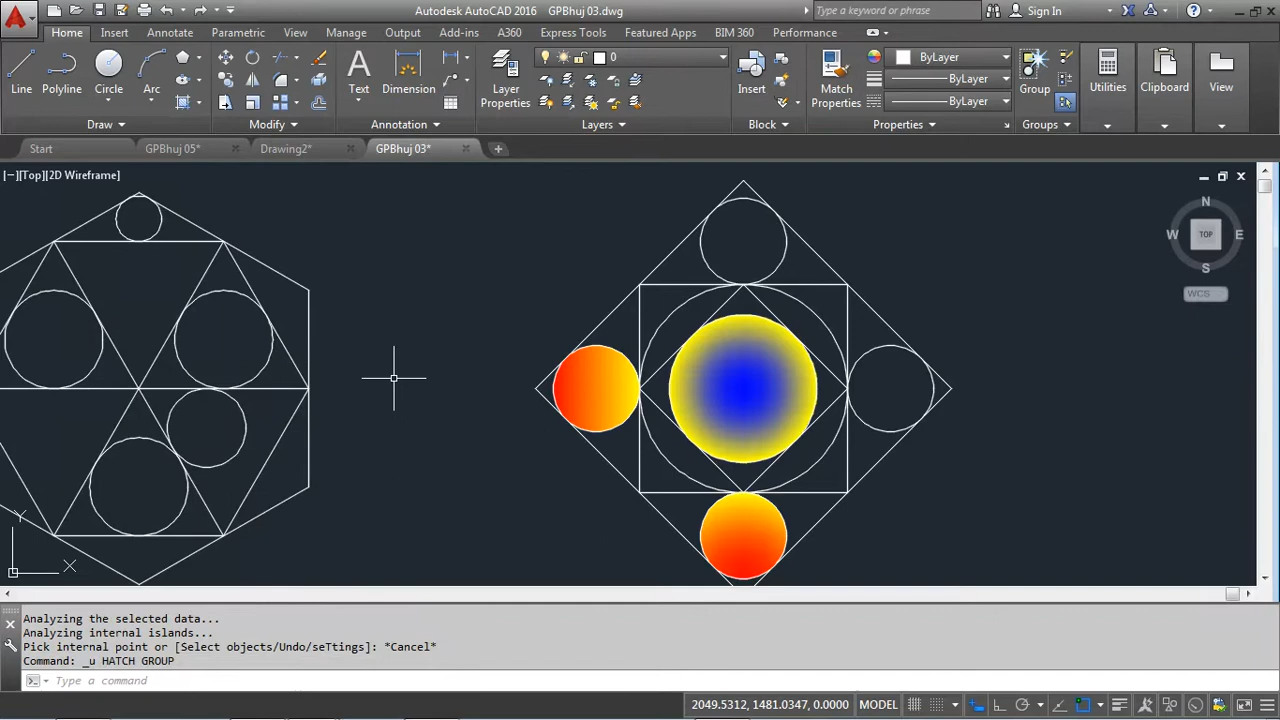 Autodesk AutoCAD 2016 GPBhuj 03.dwg
Type a keyword or phrase
Sign In
Home Insert Annotate Parametric View Manage Output Add-ins A360 Express Tools Featured Apps BIM 360 Performance
0
ByLayer
ByLayer
ByLayer
Line Polyline Circle Arc Text Dimension Layer Properties Insert Match Properties Group Utilities Clipboard View
Draw Modify Annotation Layers Block Properties Groups
Start GPBhuj 05* Drawing2* GPBhuj 03*
[−][Top][2D Wireframe]
N
W TOP E
S
WCS
Y
X
Analyzing the selected data...
Analyzing internal islands...
Pick internal point or [Select objects/Undo/seTtings]: *Cancel*
Command: _u HATCH GROUP
Type a command
2049.5312, 1481.0347, 0.0000 MODEL